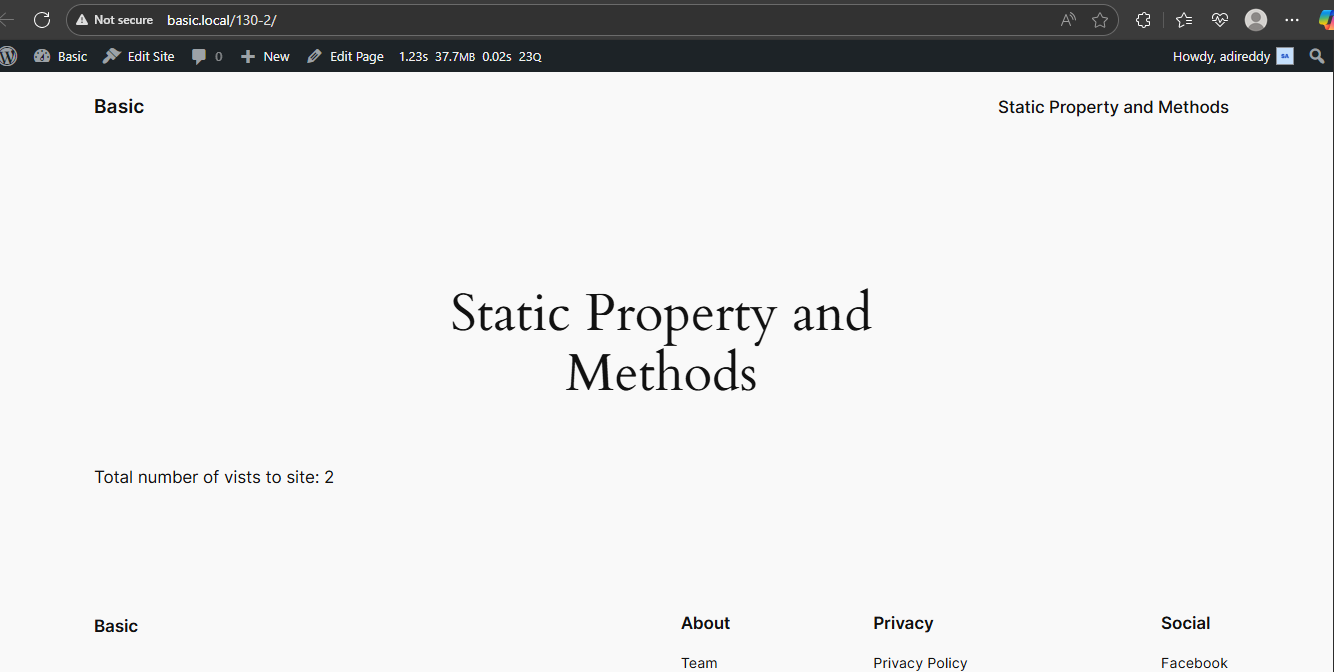 Not secure basic.local/130-2/
Basic Edit Site 0 New Edit Page 1.23s 37.7MB 0.02s 23Q Howdy, adireddy SA
Basic Static Property and Methods
Static Property and
Methods
Total number of vists to site: 2
Basic About Privacy Social
Team Privacy Policy Facebook